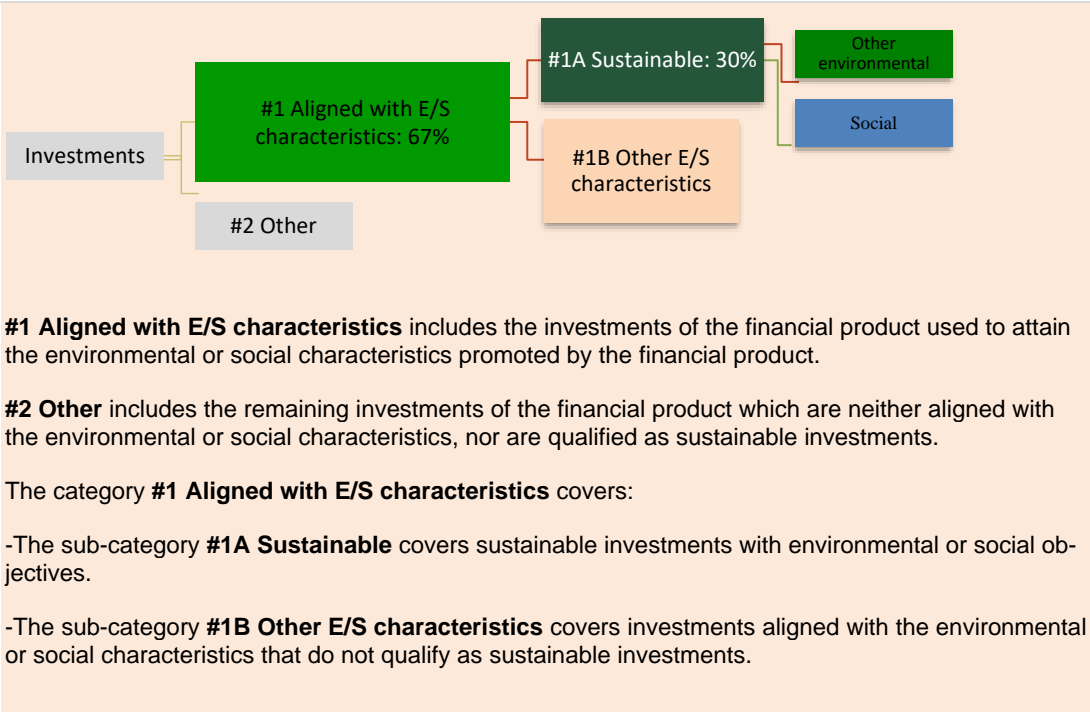 Investments
#1 Aligned with E/S
characteristics: 67%
#2 Other
#1A Sustainable: 30%
#1B Other E/S
characteristics
Other
environmental
Social
#1 Aligned with E/S characteristics includes the investments of the financial product used to attain
the environmental or social characteristics promoted by the financial product.
#2 Other includes the remaining investments of the financial product which are neither aligned with
the environmental or social characteristics, nor are qualified as sustainable investments.
The category #1 Aligned with E/S characteristics covers:
-The sub-category #1A Sustainable covers sustainable investments with environmental or social ob-
jectives.
-The sub-category #1B Other E/S characteristics covers investments aligned with the environmental
or social characteristics that do not qualify as sustainable investments.